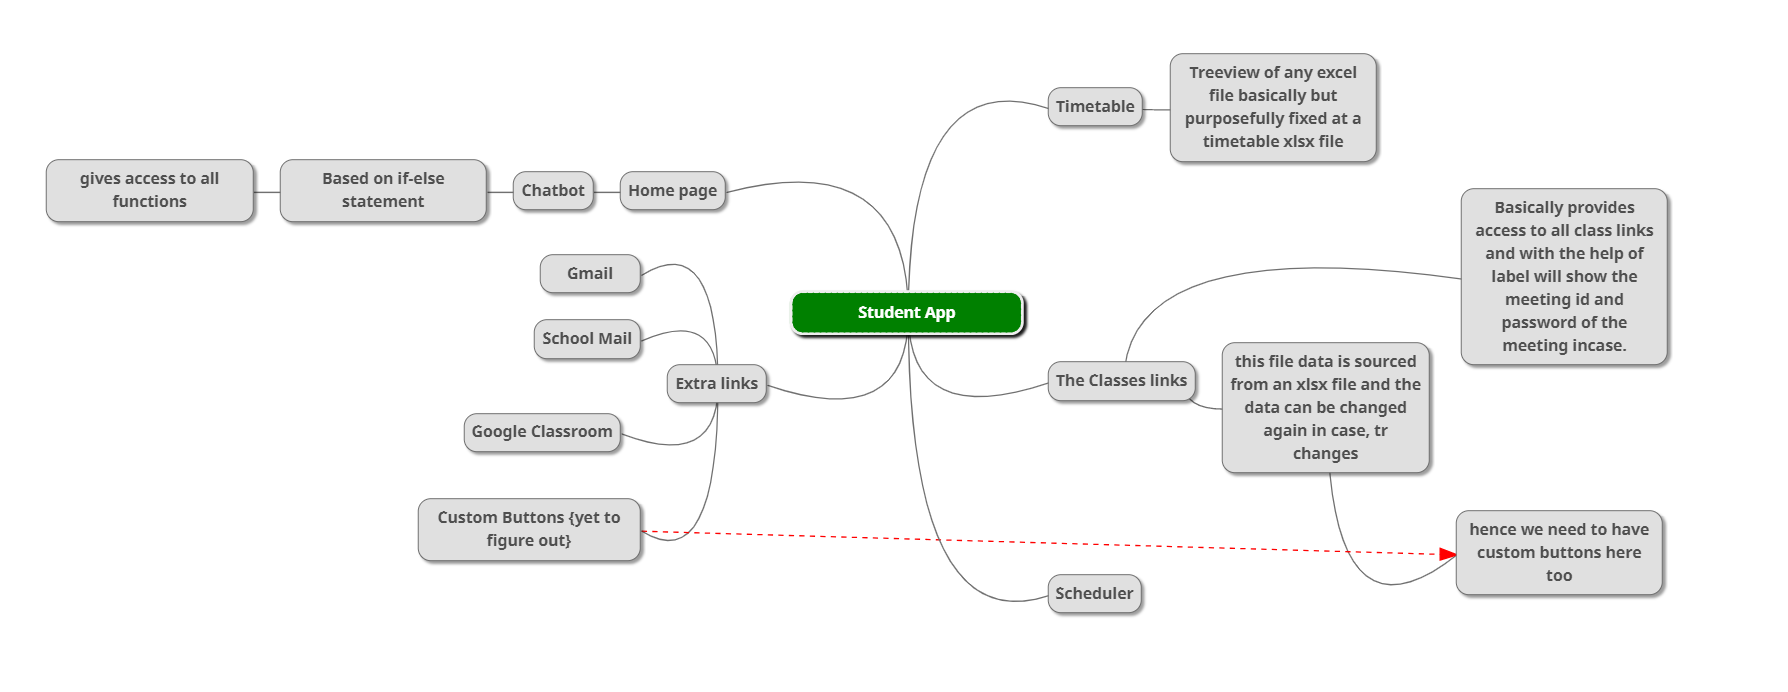 Student App
Timetable
Treeview of any excel
file basically but
purposefully fixed at a
timetable xlsx file
Home page
Chatbot
Based on if-else
statement
gives access to all
functions
Extra links
Gmail
School Mail
Google Classroom
Custom Buttons {yet to
figure out}
The Classes links
Basically provides
access to all class links
and with the help of
label will show the
meeting id and
password of the
meeting incase.
this file data is sourced
from an xlsx file and the
data can be changed
again in case, tr
changes
hence we need to have
custom buttons here
too
Scheduler